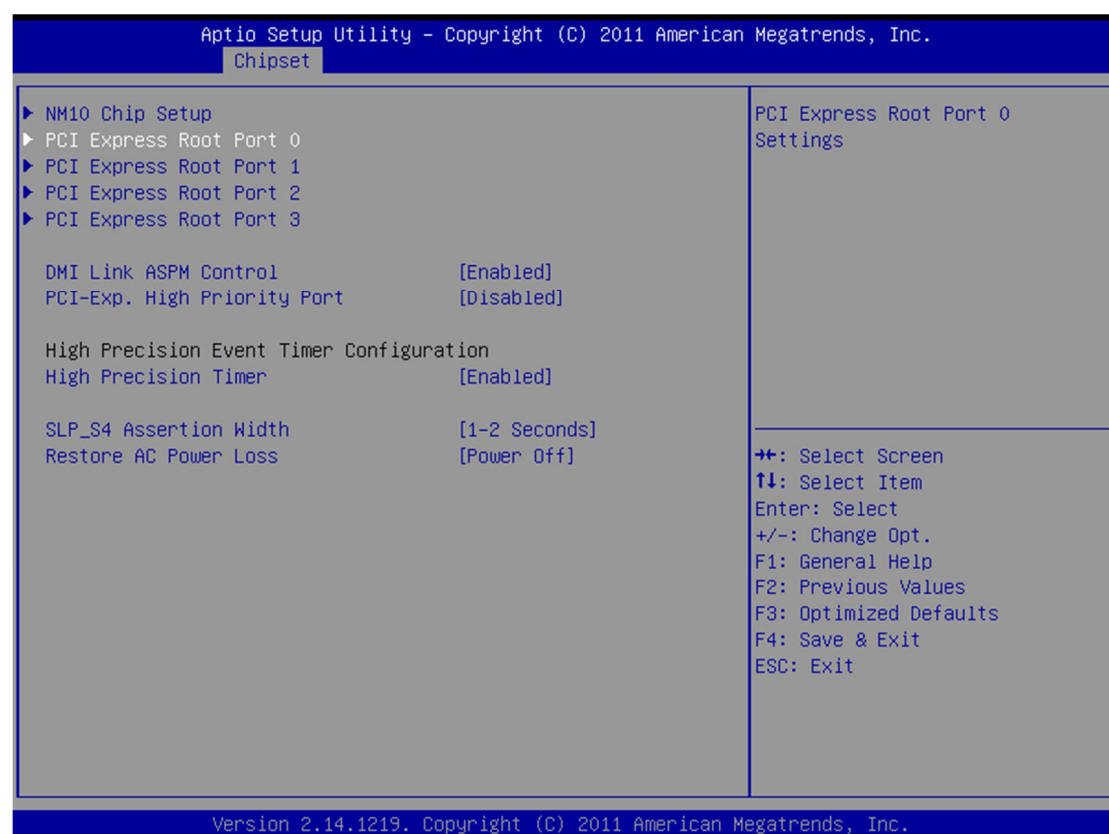 Aptio Setup Utility – Copyright (C) 2011 American Megatrends, Inc.
Chipset
NM10 Chip Setup
PCI Express Root Port 0
PCI Express Root Port 1
PCI Express Root Port 2
PCI Express Root Port 3
DMI Link ASPM Control [Enabled]
PCI-Exp. High Priority Port [Disabled]
High Precision Event Timer Configuration
High Precision Timer [Enabled]
SLP_S4 Assertion Width [1-2 Seconds]
Restore AC Power Loss [Power Off]
PCI Express Root Port 0
Settings
→←: Select Screen
↑↓: Select Item
Enter: Select
+/-: Change Opt.
F1: General Help
F2: Previous Values
F3: Optimized Defaults
F4: Save & Exit
ESC: Exit
Version 2.14.1219. Copyright (C) 2011 American Megatrends, Inc.